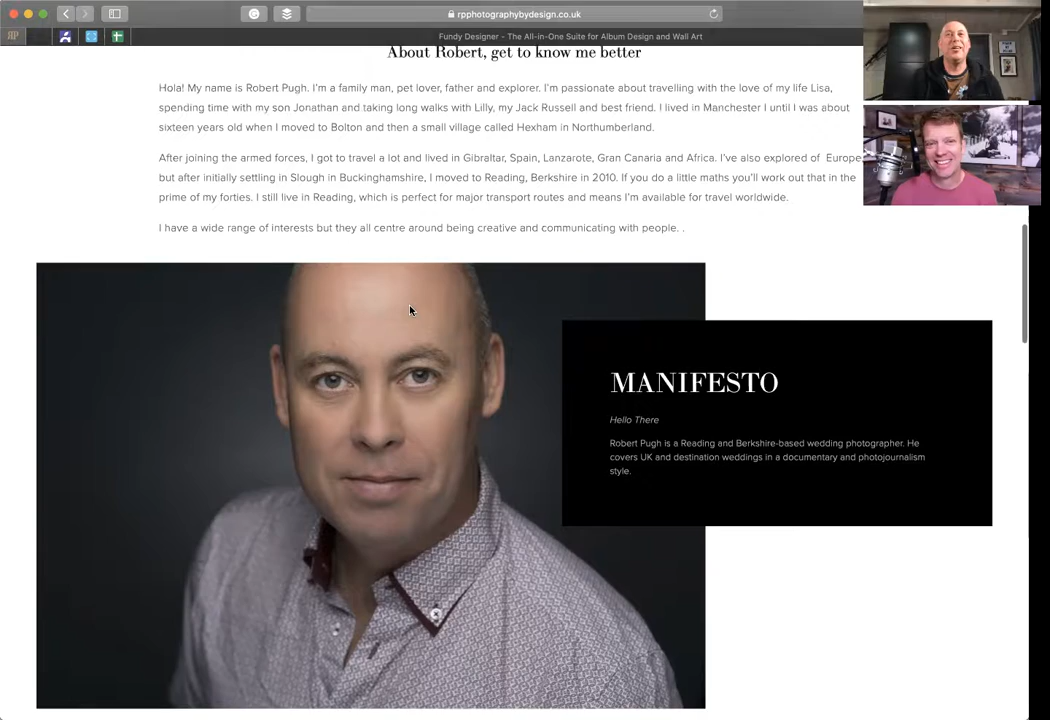 rpphotographybydesign.co.uk
Fundy Designer - The All-in-One Suite for Album Design and Wall Art
About Robert, get to know me better
Hola! My name is Robert Pugh. I'm a family man, pet lover, father and explorer. I'm passionate about travelling with the love of my life Lisa,
spending time with my son Jonathan and taking long walks with Lilly, my Jack Russell and best friend. I lived in Manchester I until I was about
sixteen years old when I moved to Bolton and then a small village called Hexham in Northumberland.
After joining the armed forces, I got to travel a lot and lived in Gibraltar, Spain, Lanzarote, Gran Canaria and Africa. I've also explored of Europe
but after initially settling in Slough in Buckinghamshire, I moved to Reading, Berkshire in 2010. If you do a little maths you'll work out that in the
prime of my forties. I still live in Reading, which is perfect for major transport routes and means I'm available for travel worldwide.
I have a wide range of interests but they all centre around being creative and communicating with people. .
MANIFESTO
Hello There
Robert Pugh is a Reading and Berkshire-based wedding photographer. He
covers UK and destination weddings in a documentary and photojournalism
style.